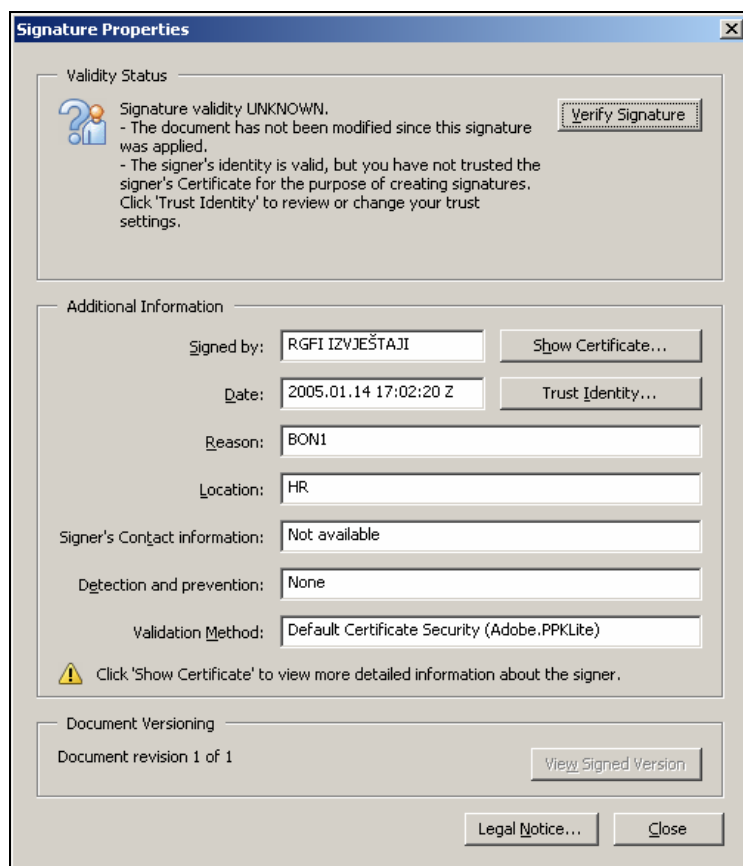 Signature Properties
Validity Status
Signature validity UNKNOWN.
- The document has not been modified since this signature
was applied.
- The signer's identity is valid, but you have not trusted the
signer's Certificate for the purpose of creating signatures.
Click 'Trust Identity' to review or change your trust
settings.
Verify Signature
Additional Information
Signed by: RGFI IZVJEŠTAJI Show Certificate...
Date: 2005.01.14 17:02:20 Z Trust Identity...
Reason: BON1
Location: HR
Signer's Contact information: Not available
Detection and prevention: None
Validation Method: Default Certificate Security (Adobe.PPKLite)
Click 'Show Certificate' to view more detailed information about the signer.
Document Versioning
Document revision 1 of 1 View Signed Version
Legal Notice... Close